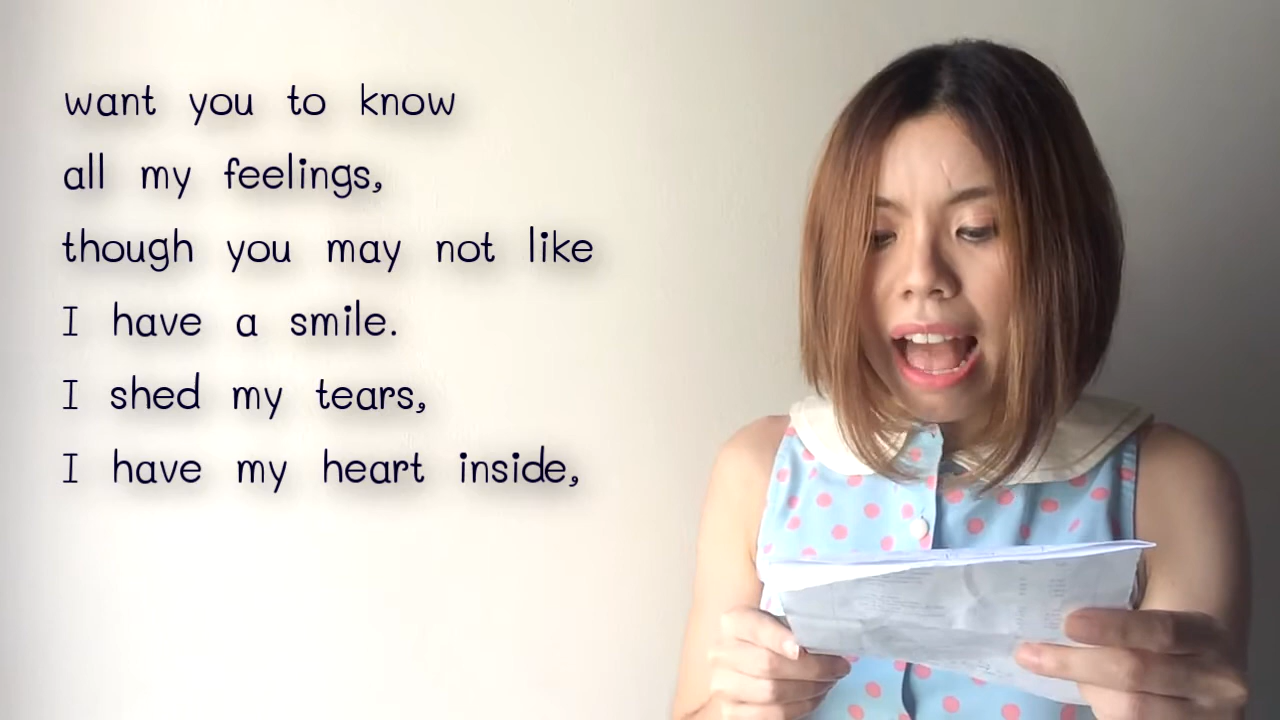 want you to know
all my feelings,
though you may not like
I have a smile.
I shed my tears,
I have my heart inside,